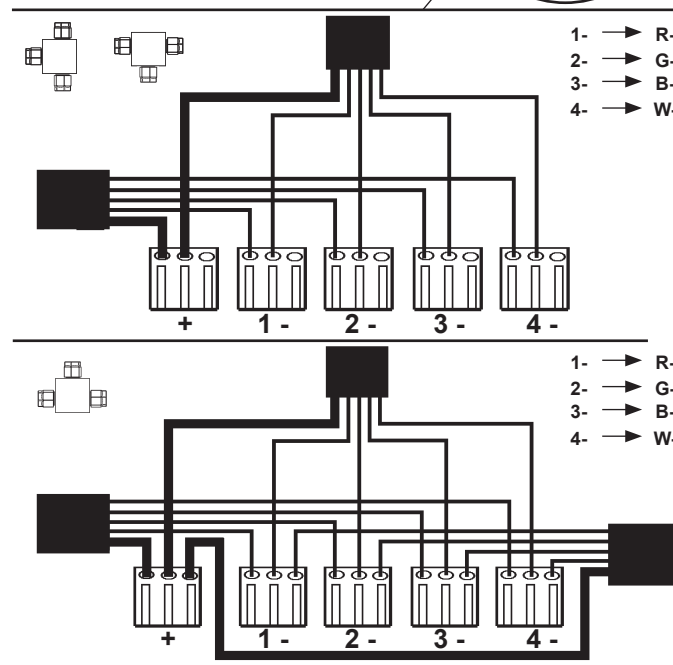 1- → R-
2- → G-
3- → B-
4- → W-
+ 1 - 2 - 3 - 4 -
1- → R-
2- → G-
3- → B-
4- → W-
+ 1 - 2 - 3 - 4 -